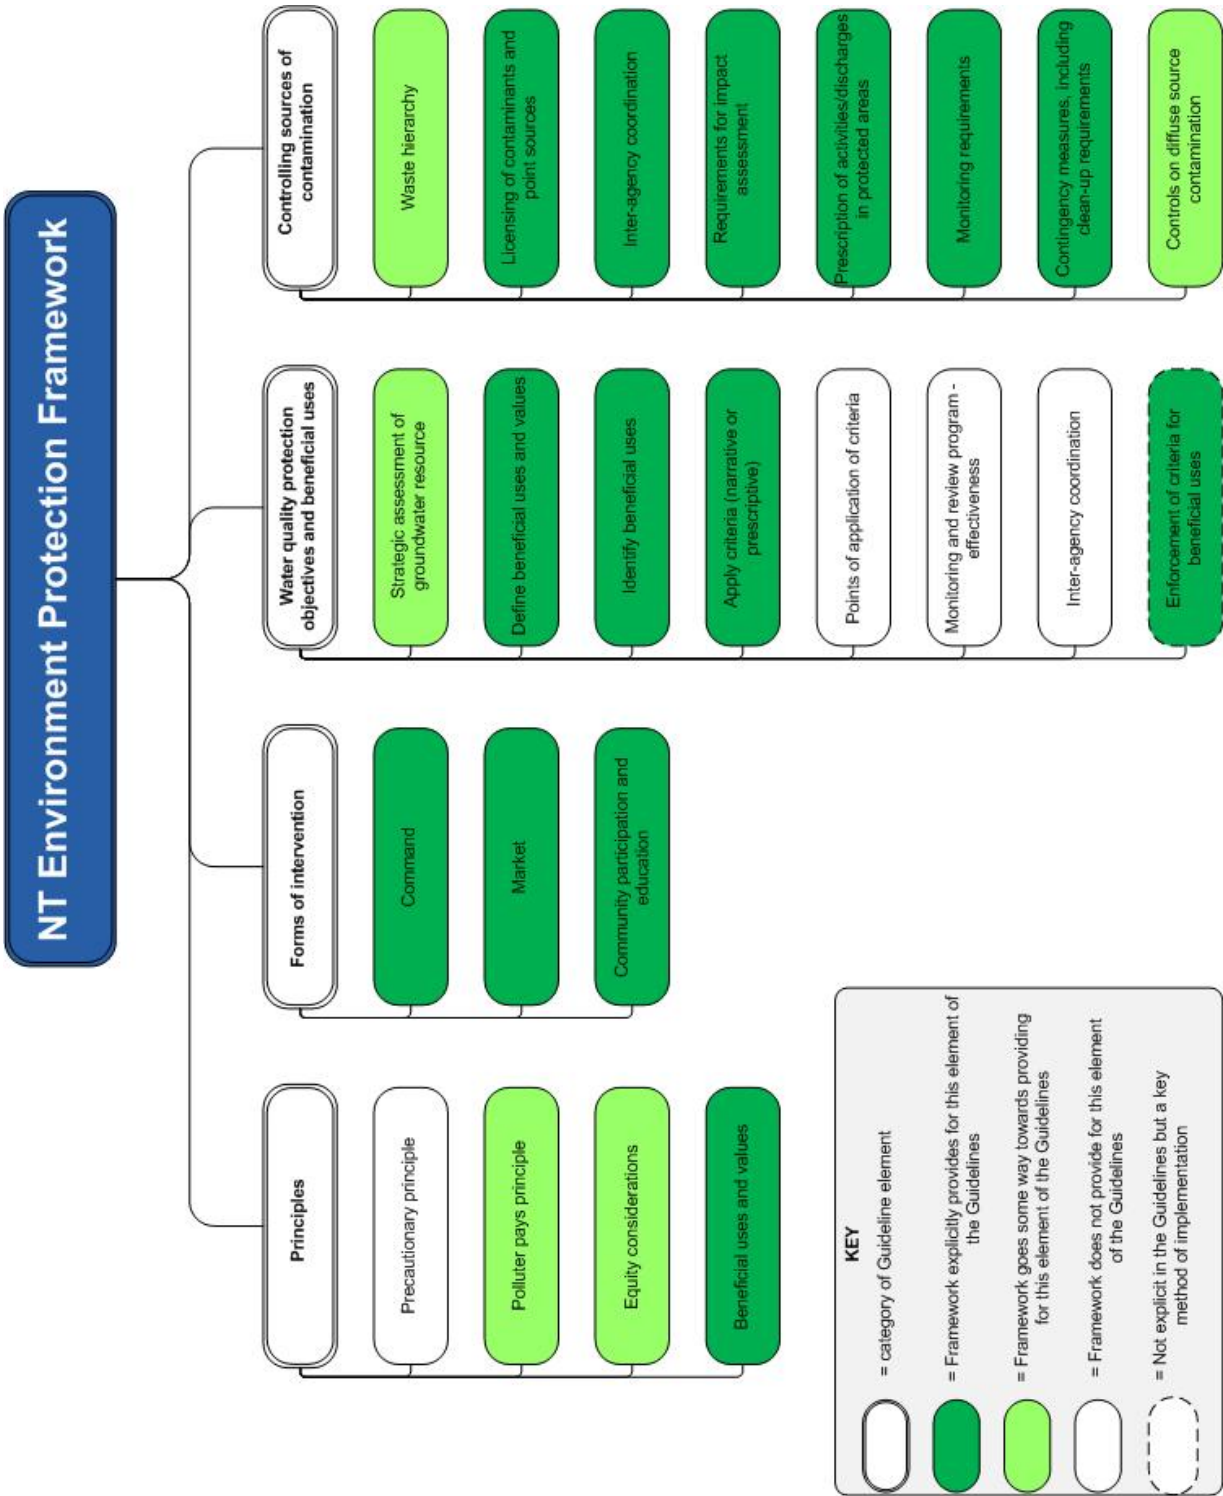 NT Environment Protection Framework
Principles
Precautionary principle
Polluter pays principle
Equity considerations
Beneficial uses and values
Forms of intervention
Command
Market
Community participation and
education
Water quality protection
objectives and beneficial uses
Strategic assessment of
groundwater resource
Define beneficial uses and values
Identify beneficial uses
Apply criteria (narrative or
prescriptive)
Points of application of criteria
Monitoring and review program -
effectiveness
Inter-agency coordination
Enforcement of criteria for
beneficial uses
Controlling sources of
contamination
Waste hierarchy
Licensing of contaminants and
point sources
Inter-agency coordination
Requirements for impact
assessment
Prescription of activities/discharges
in protected areas
Monitoring requirements
Contingency measures, including
clean-up requirements
Controls on diffuse source
contamination
KEY
= category of Guideline element
= Framework explicitly provides for this element of
the Guidelines
= Framework goes some way towards providing
for this element of the Guidelines
= Framework does not provide for this element
of the Guidelines
= Not explicit in the Guidelines but a key
method of implementation